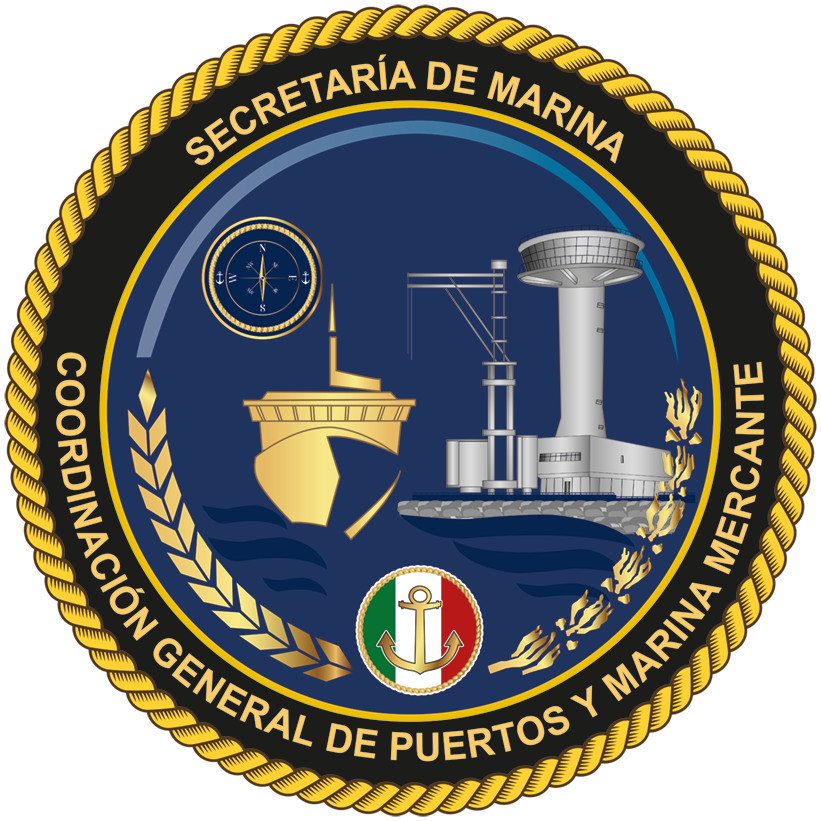 SECRETARÍA DE MARINA
N
W E
S
COORDINACIÓN GENERAL DE PUERTOS Y MARINA MERCANTE